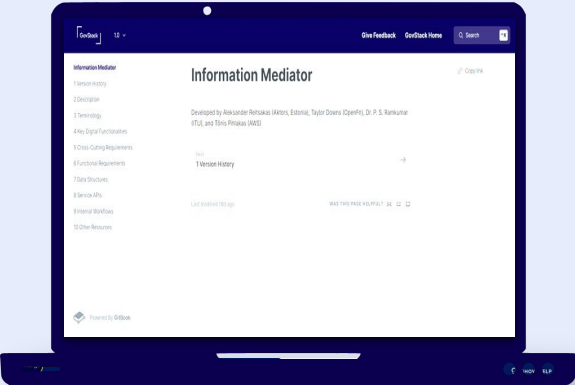 GovStack
1.0
Give Feedback
GovStack Home
Search
Information Mediator
1 Version History
2 Description
3 Terminology
4 Key Digital Functionalities
5 Cross-Cutting Requirements
6 Functional Requirements
7 Data Structures
8 Service APIs
9 Internal Workflows
10 Other Resources
Powered by GitBook
Information Mediator
Copy link
Developed by Aleksander Reitsakas (Aktors, Estonia), Taylor Downs (OpenFn), Dr. P. S. Ramkumar
(ITU), and Tõnis Pihlakas (AWS)
Next
1 Version History
Last modified
ago
WAS THIS PAGE HELPFUL?